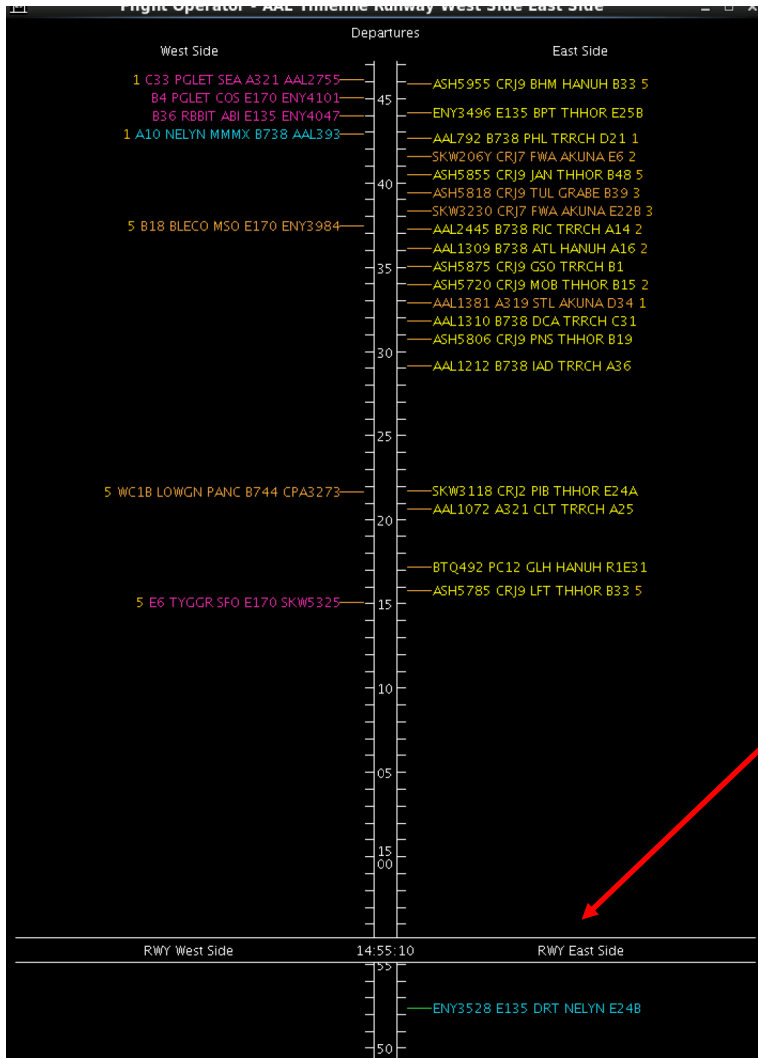 Flight Operator - AAL Timeline Runway West Side East Side
Departures
West Side East Side
1 C33 PGLET SEA A321 AAL2755
ASH5955 CRJ9 BHM HANUH B33 5
B4 PGLET COS E170 ENY4101
45
B36 RBBIT ABI E135 ENY4047
ENY3496 E135 BPT THHOR E25B
1 A10 NELYN MMMX B738 AAL393
AAL792 B738 PHL TRRCH D21 1
SKW206Y CRJ7 FWA AKUNA E6 2
ASH5855 CRJ9 JAN THHOR B48 5
40
ASH5818 CRJ9 TUL GRABE B39 3
SKW3230 CRJ7 FWA AKUNA E22B 3
5 B18 BLECO MSO E170 ENY3984
AAL2445 B738 RIC TRRCH A14 2
AAL1309 B738 ATL HANUH A16 2
35
ASH5875 CRJ9 GSO TRRCH B1
ASH5720 CRJ9 MOB THHOR B15 2
AAL1381 A319 STL AKUNA D34 1
AAL1310 B738 DCA TRRCH C31
ASH5806 CRJ9 PNS THHOR B19
30
AAL1212 B738 IAD TRRCH A36
25
5 WC1B LOWGN PANC B744 CPA3273
SKW3118 CRJ2 PIB THHOR E24A
AAL1072 A321 CLT TRRCH A25
20
BTQ492 PC12 GLH HANUH R1E31
ASH5785 CRJ9 LFT THHOR B33 5
5 E6 TYGGR SFO E170 SKW5325
15
10
05
15
00
RWY West Side 14:55:10 RWY East Side
55
ENY3528 E135 DRT NELYN E24B
50